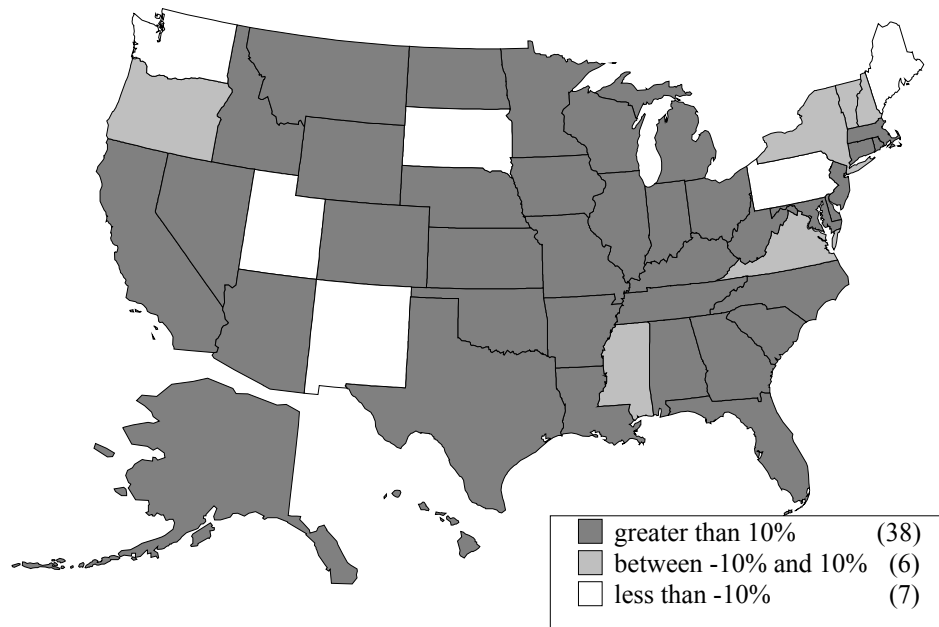 greater than 10% (38)
between -10% and 10% (6)
less than -10% (7)